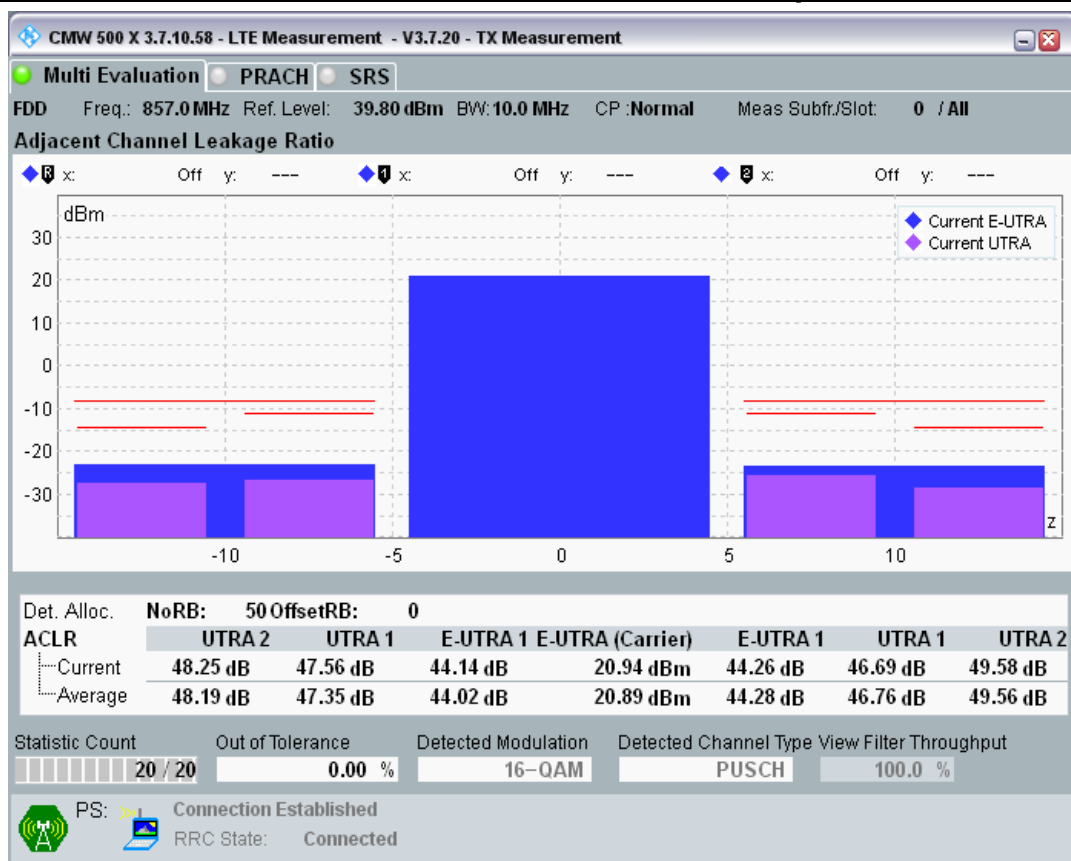 CMW 500 X 3.7.10.58 - LTE Measurement - V3.7.20 - TX Measurement
Multi Evaluation PRACH SRS
FDD Freq.: 857.0 MHz Ref. Level: 39.80 dBm BW: 10.0 MHz CP :Normal Meas Subfr./Slot: 0 / All
Adjacent Channel Leakage Ratio
R x: Off y: --- 1 x: Off y: --- 2 x: Off y: ---
dBm
Current E-UTRA
Current UTRA
30
20
10
0
-10
-20
-30
z
-10 -5 0 5 10
Det. Alloc. NoRB: 50 OffsetRB: 0
ACLR UTRA 2 UTRA 1 E-UTRA 1 E-UTRA (Carrier) E-UTRA 1 UTRA 1 UTRA 2
Current 48.25 dB 47.56 dB 44.14 dB 20.94 dBm 44.26 dB 46.69 dB 49.58 dB
Average 48.19 dB 47.35 dB 44.02 dB 20.89 dBm 44.28 dB 46.76 dB 49.56 dB
Statistic Count Out of Tolerance Detected Modulation Detected Channel Type View Filter Throughput
20 / 20 0.00 % 16-QAM PUSCH 100.0 %
PS: Connection Established
RRC State: Connected